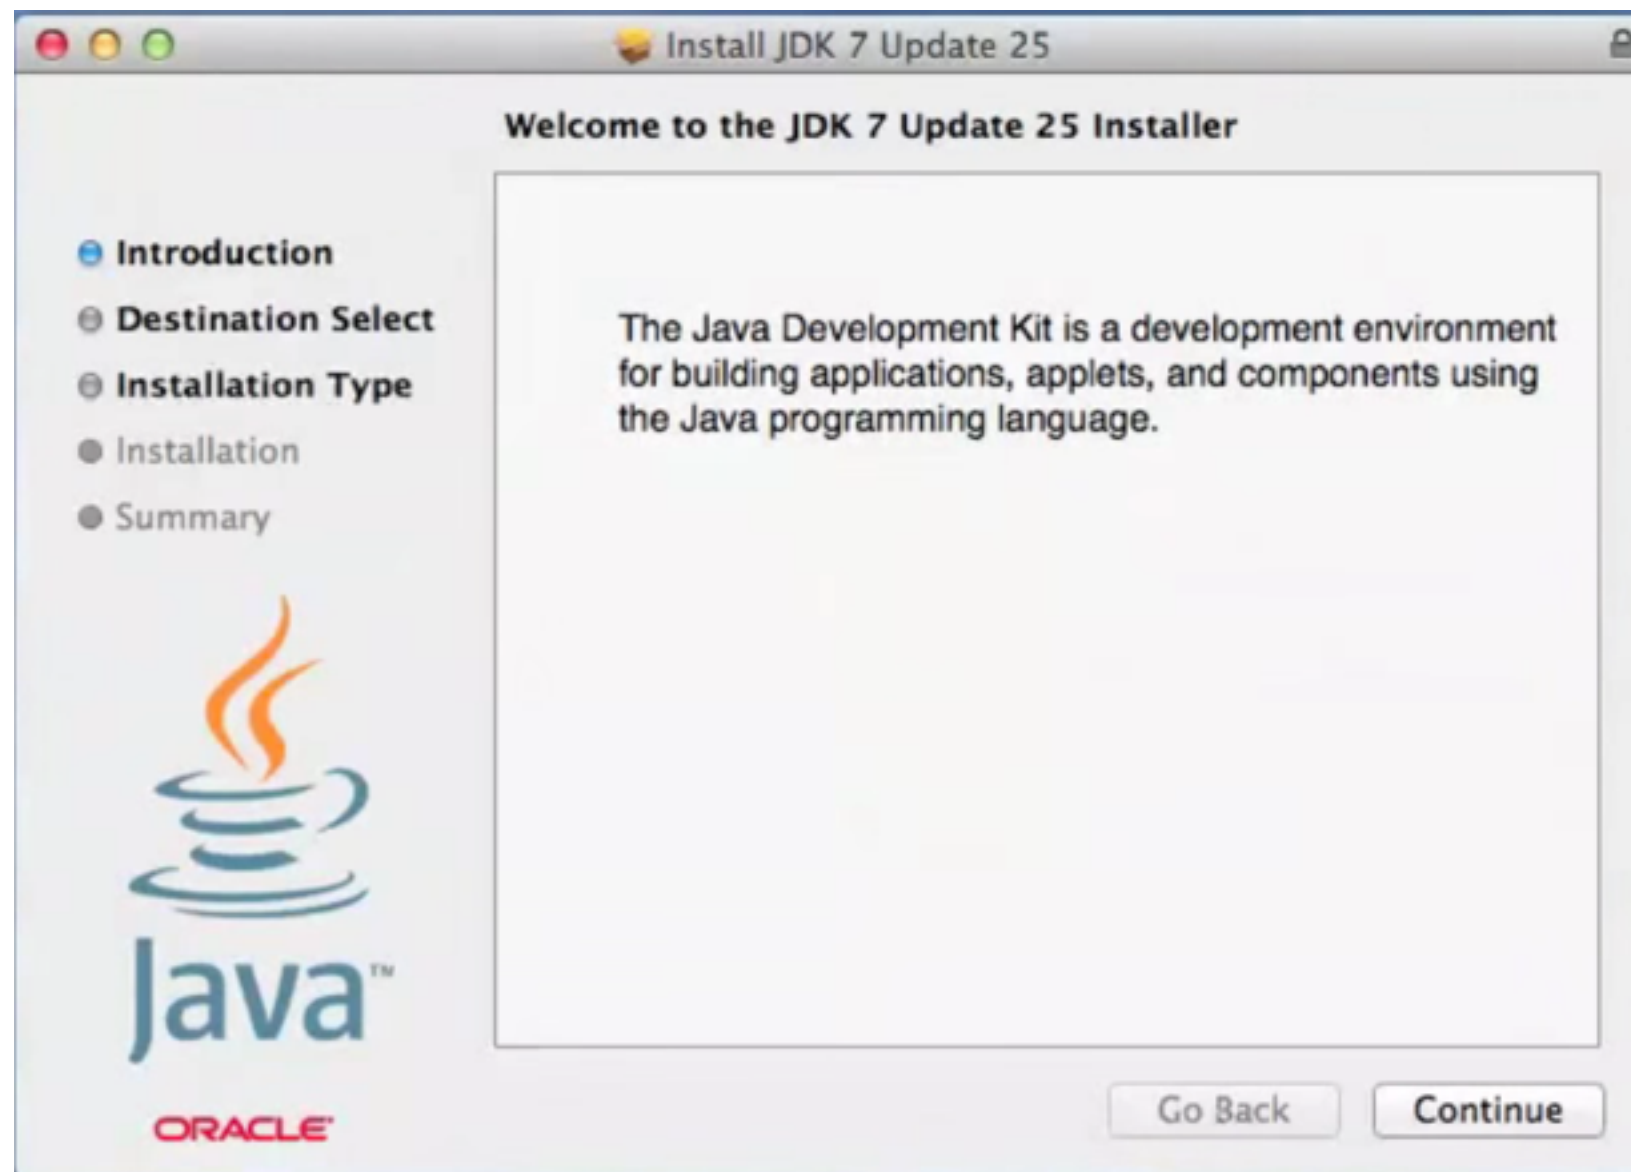 Install JDK 7 Update 25
Welcome to the JDK 7 Update 25 Installer
Introduction
Destination Select
Installation Type
Installation
Summary
The Java Development Kit is a development environment
for building applications, applets, and components using
the Java programming language.
Java™
ORACLE®
Go Back
Continue